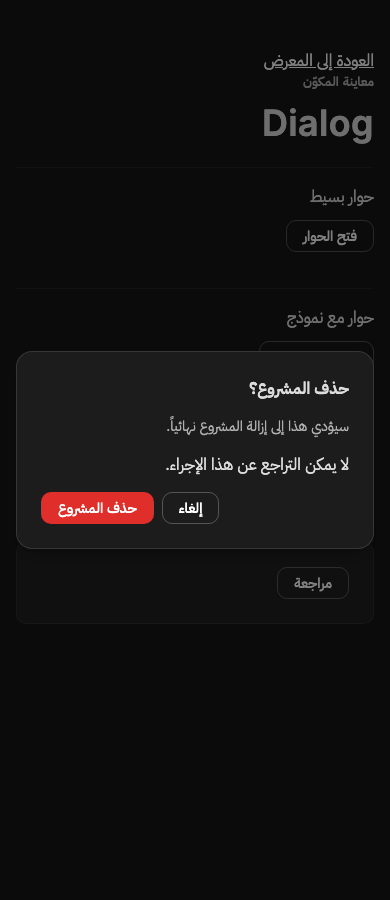 العودة إلى المعرض
معاينة المكوّن
Dialog
حوار بسيط
فتح الحوار
حوار مع نموذج
حذف المشروع؟
سيؤدي هذا إلى إزالة المشروع نهائياً.
لا يمكن التراجع عن هذا الإجراء.
إلغاء
حذف المشروع
مراجعة